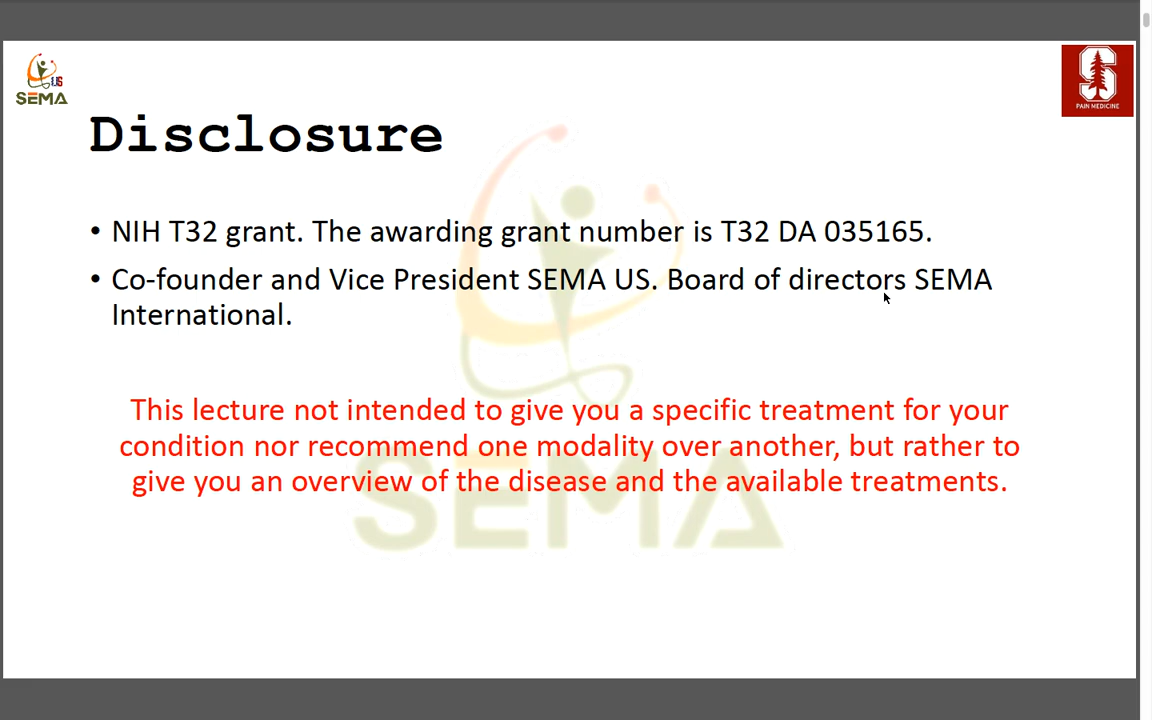 US
SEMA
S
PAIN MEDICINE
Disclosure
• NIH T32 grant. The awarding grant number is T32 DA 035165.
• Co-founder and Vice President SEMA US. Board of directors SEMA
International.
This lecture not intended to give you a specific treatment for your
condition nor recommend one modality over another, but rather to
give you an overview of the disease and the available treatments.
SEMA